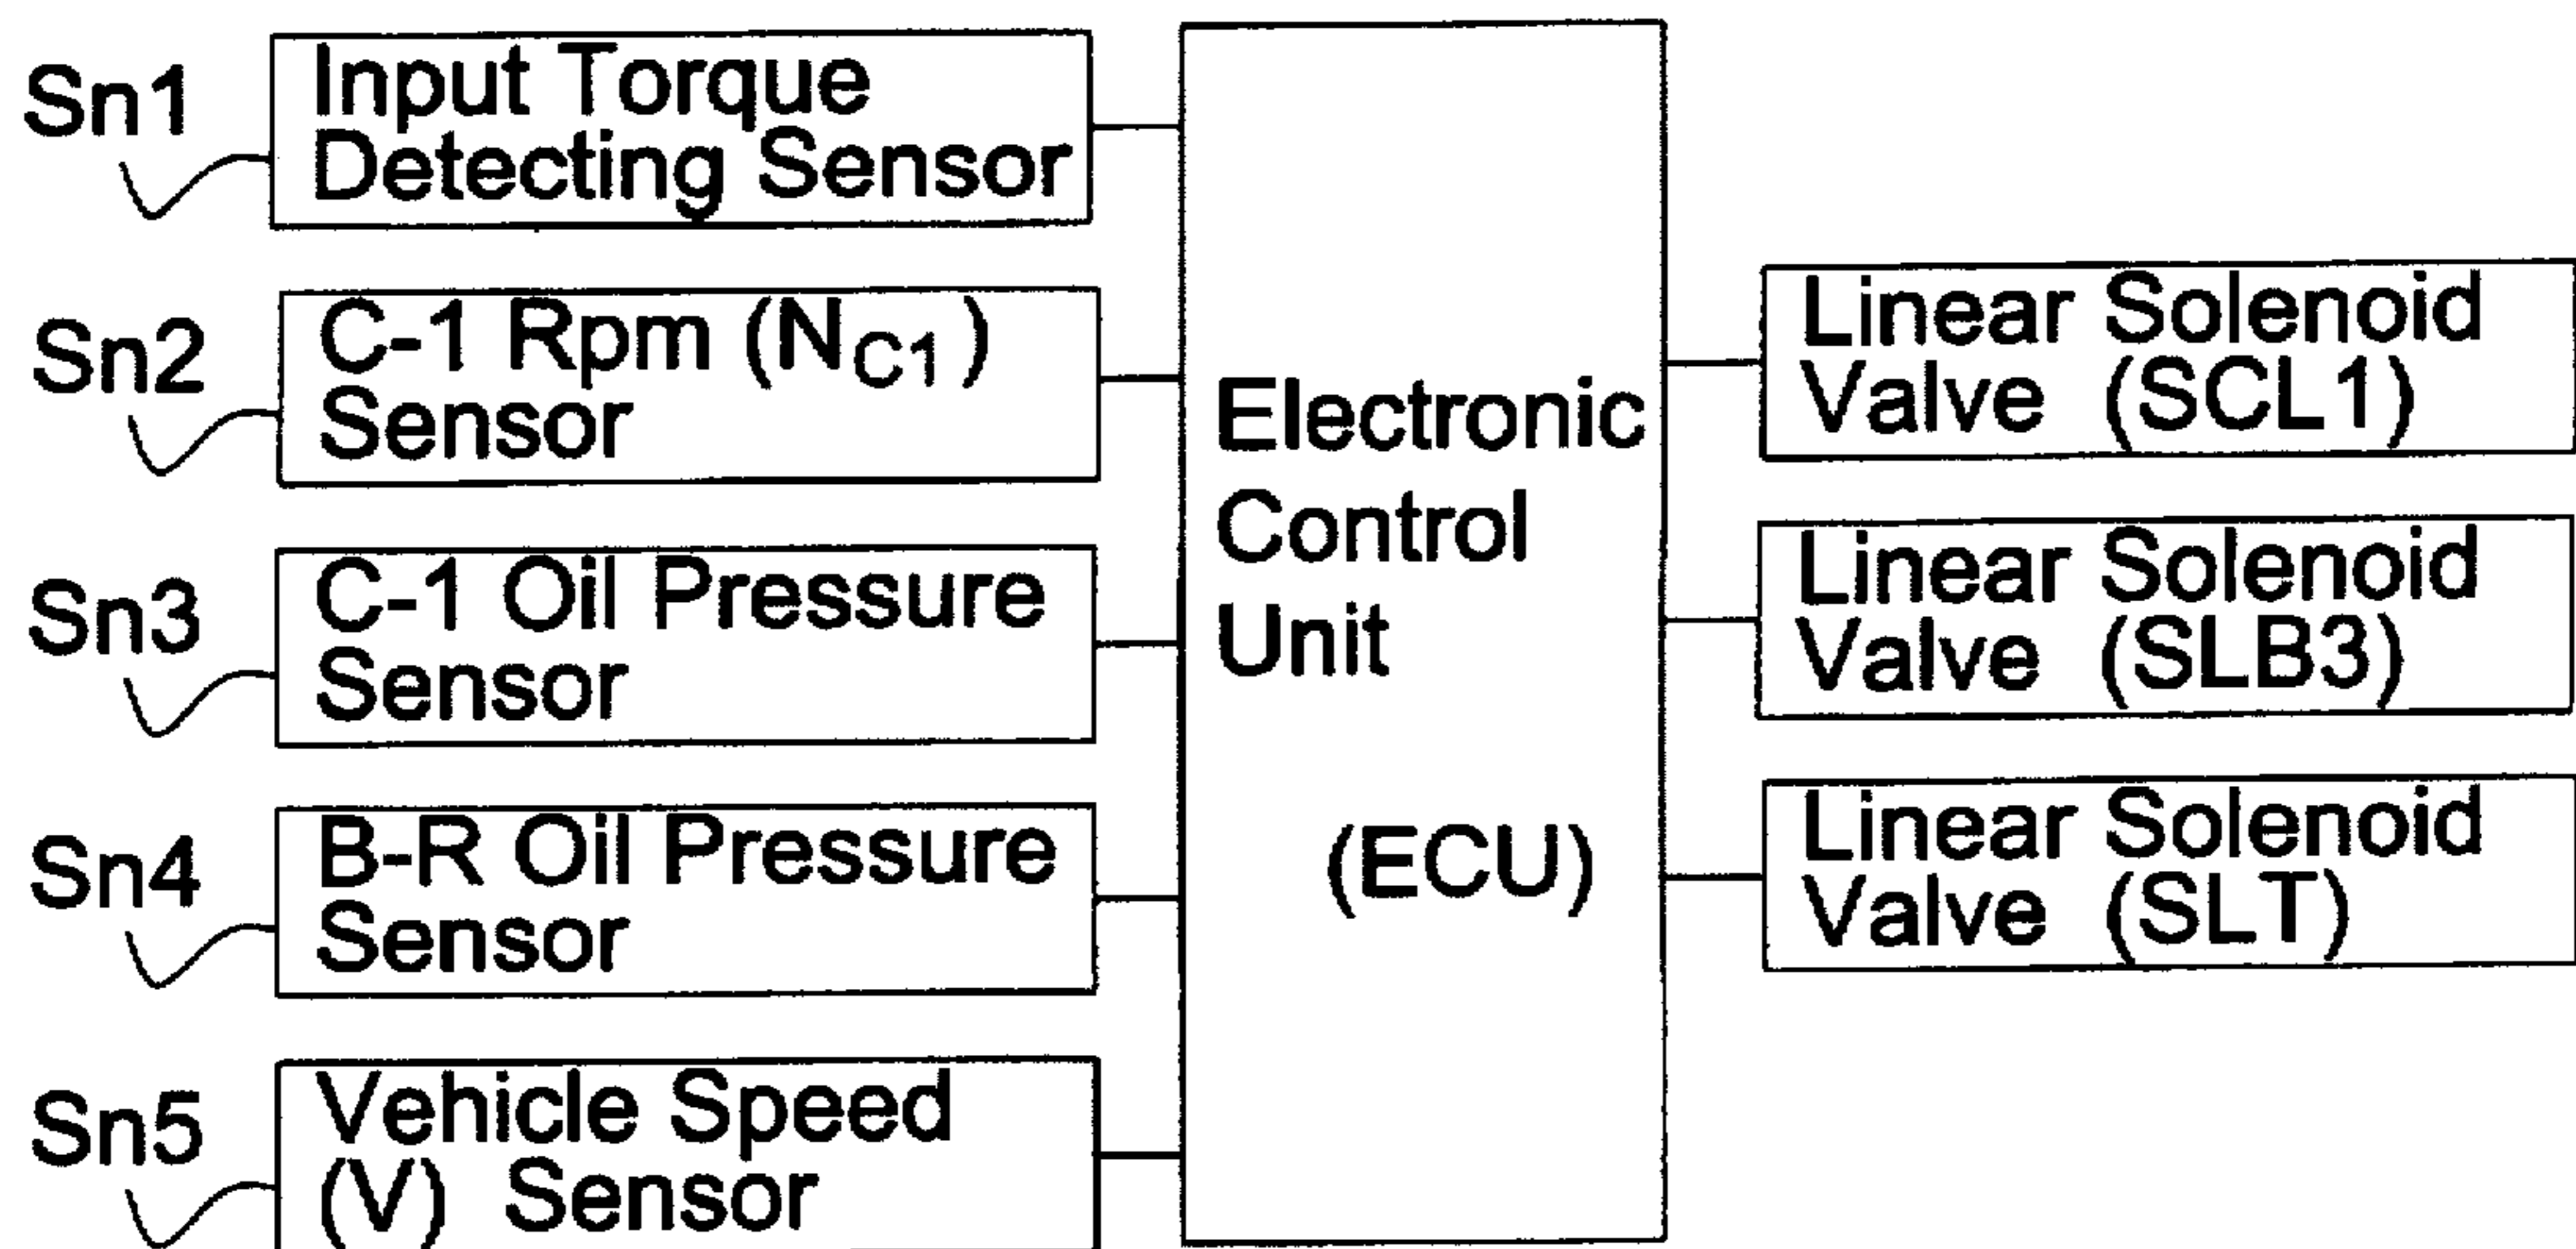 Sn1
Input Torque
Detecting Sensor
Sn2
C-1 Rpm (NC1)
Sensor
Sn3
C-1 Oil Pressure
Sensor
Sn4
B-R Oil Pressure
Sensor
Sn5
Vehicle Speed
(V) Sensor
Electronic
Control
Unit
(ECU)
Linear Solenoid
Valve (SCL1)
Linear Solenoid
Valve (SLB3)
Linear Solenoid
Valve (SLT)